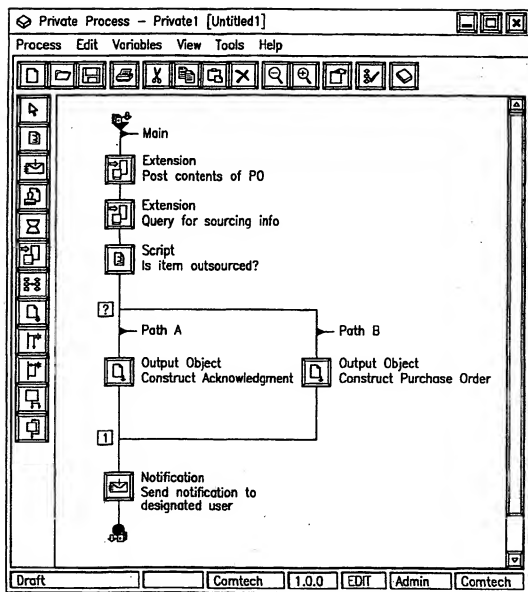 Private Process – Private1 [Untitled1]
Process Edit Variables View Tools Help
Main
Extension
Post contents of PO
Extension
Query for sourcing info
Script
Is item outsourced?
?
Path A
Path B
Output Object
Construct Acknowledgment
Output Object
Construct Purchase Order
1
Notification
Send notification to
designated user
Draft Comtech 1.0.0 EDIT Admin Comtech